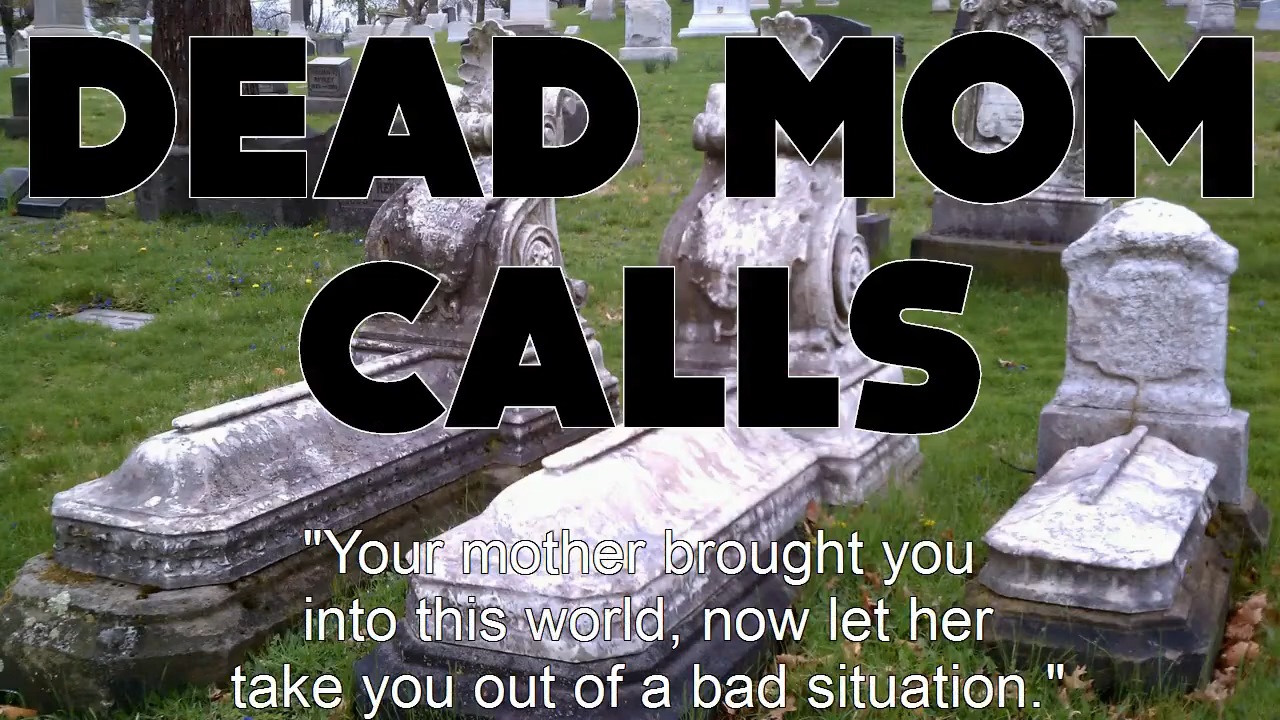 DEAD MOM
CALLS
"Your mother brought you
into this world, now let her
take you out of a bad situation."